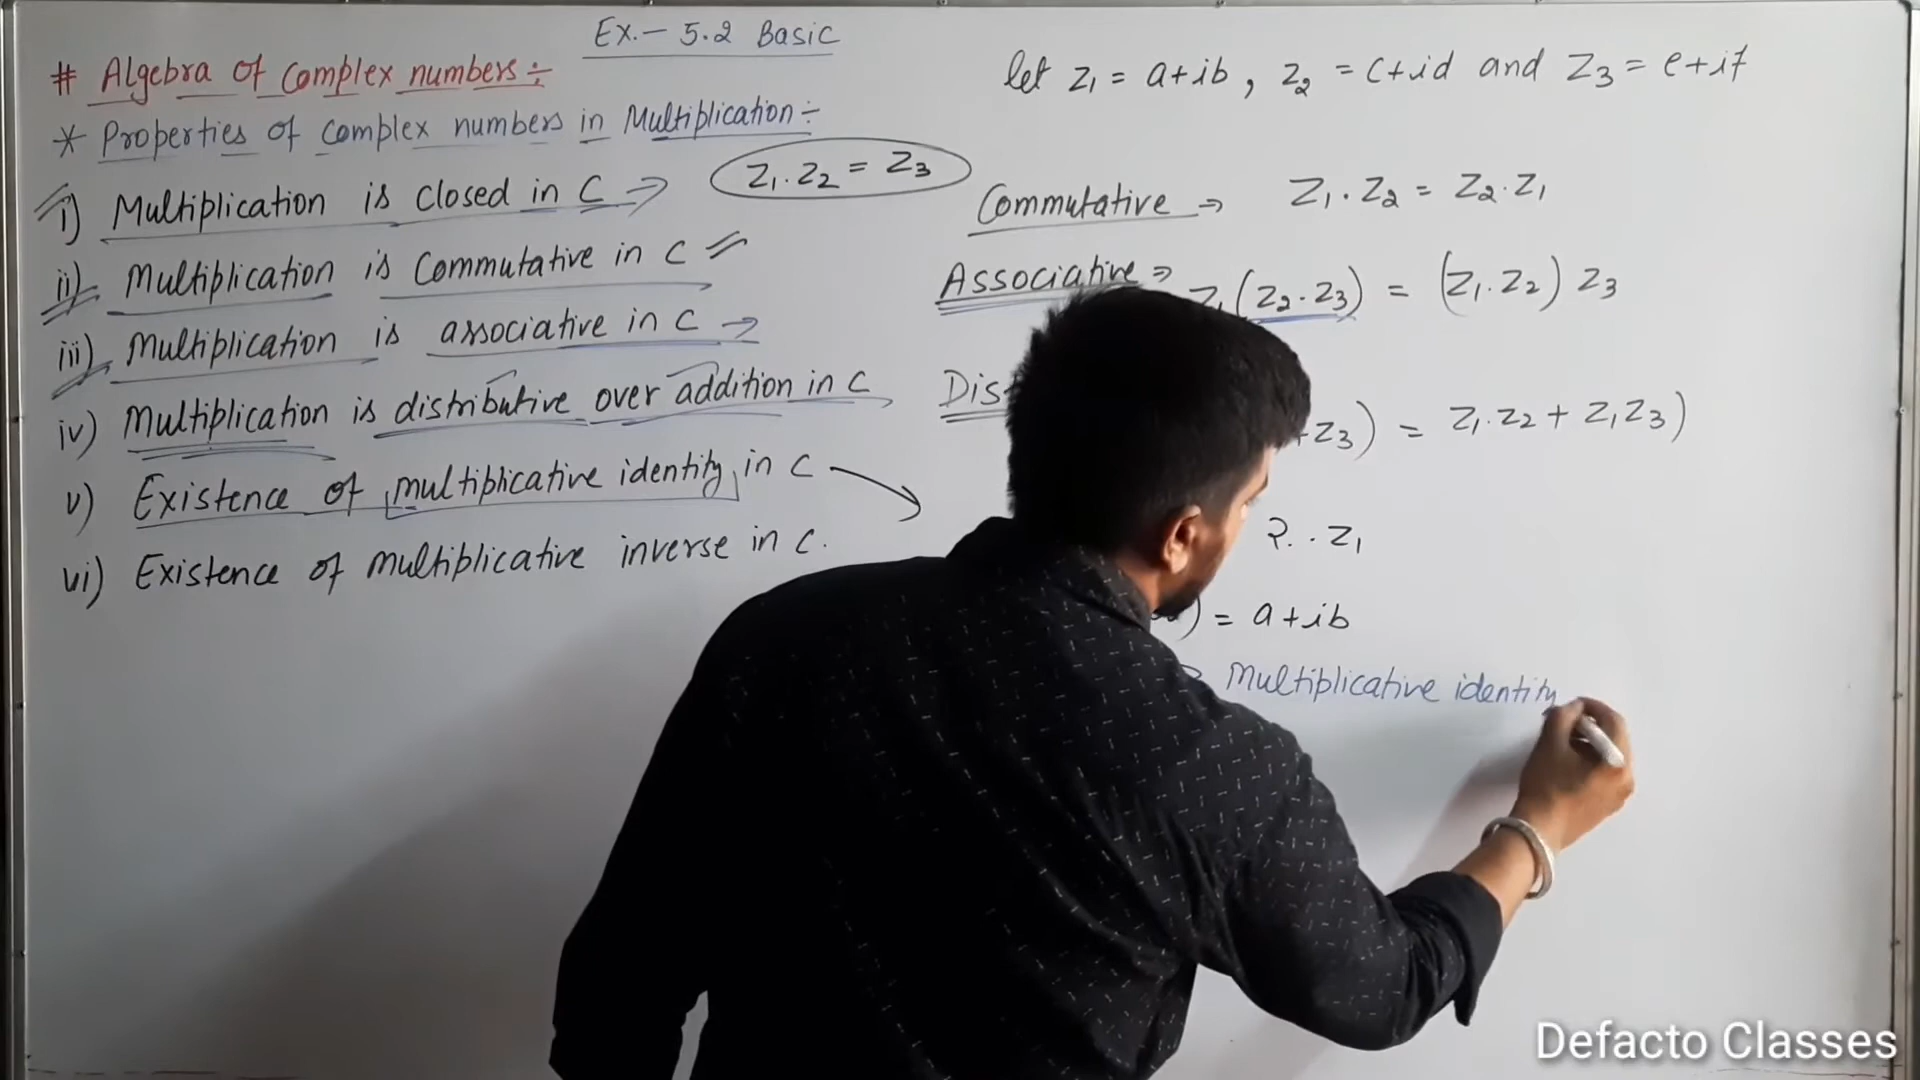 Ex.- 5.2 Basic
# Algebra of complex numbers :-
* Properties of complex numbers in Multiplication :-
i) Multiplication is closed in C ⇒ Z₁.Z₂ = Z₃
ii) Multiplication is Commutative in C
iii) Multiplication is associative in C →
iv) Multiplication is distributive over addition in C
v) Existence of multiplicative identity in C
vi) Existence of multiplicative inverse in C.
let Z₁ = a+ib, Z₂ = c+id and Z₃ = e+if
Commutative ⇒ Z₁.Z₂ = Z₂.Z₁
Associative ⇒ Z₁(Z₂.Z₃) = (Z₁.Z₂) Z₃
Z₃) = Z₁.Z₂ + Z₁Z₃)
Z₁
) = a+ib
Multiplicative identity
Defacto Classes